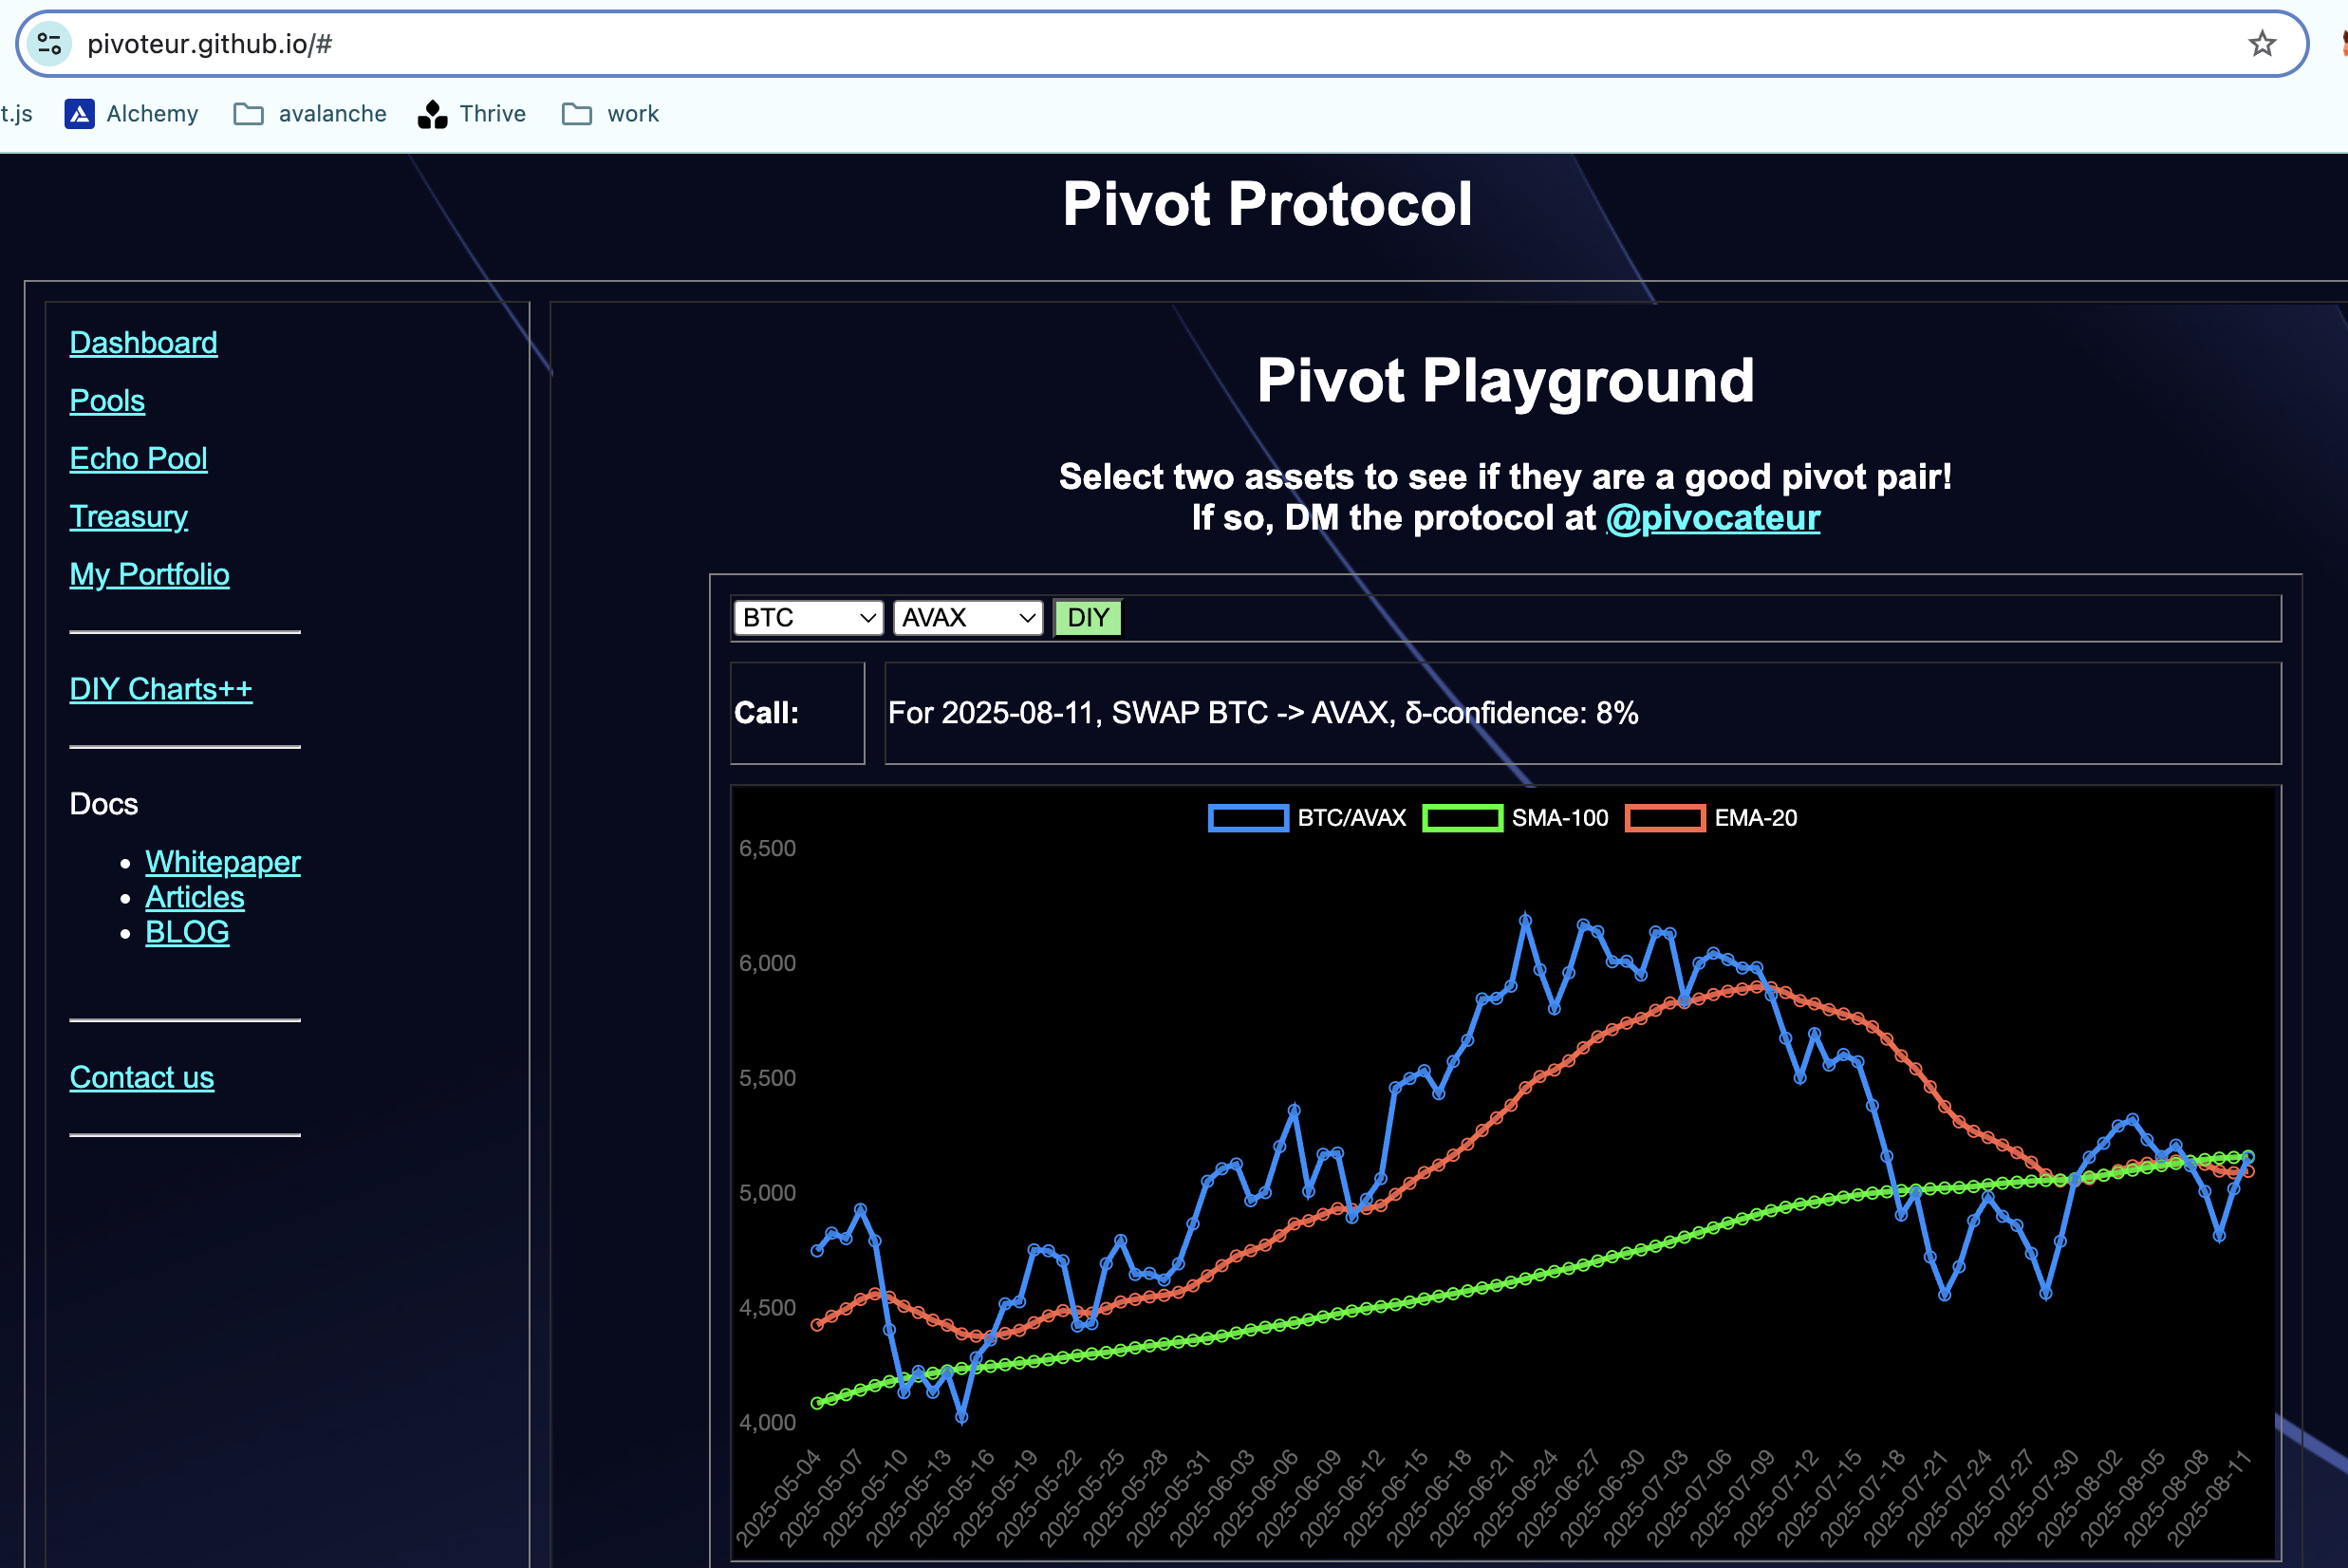 pivoteur.github.io/#
t.js
Alchemy
avalanche
Thrive
work
Pivot Protocol
Dashboard
Pools
Echo Pool
Treasury
My Portfolio
DIY Charts++
Docs
Whitepaper
Articles
BLOG
Contact us
Pivot Playground
Select two assets to see if they are a good pivot pair!
If so, DM the protocol at @pivocateur
BTC AVAX DIY
Call: For 2025-08-11, SWAP BTC -> AVAX, δ-confidence: 8%
BTC/AVAX SMA-100 EMA-20
6,500
6,000
5,500
5,000
4,500
4,000
2025-05-04
2025-05-07
2025-05-10
2025-05-13
2025-05-16
2025-05-19
2025-05-22
2025-05-25
2025-05-28
2025-05-31
2025-06-03
2025-06-06
2025-06-09
2025-06-12
2025-06-15
2025-06-18
2025-06-21
2025-06-24
2025-06-27
2025-06-30
2025-07-03
2025-07-06
2025-07-09
2025-07-12
2025-07-15
2025-07-18
2025-07-21
2025-07-24
2025-07-27
2025-07-30
2025-08-02
2025-08-05
2025-08-08
2025-08-11